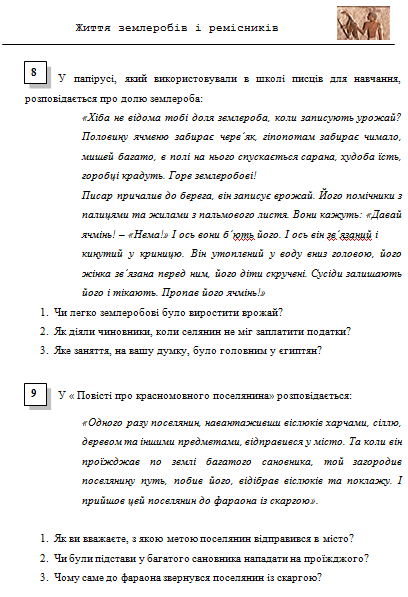 Життя землеробів і ремісників
8
У папірусі, який використовували в школі писців для навчання,
розповідається про долю землероба:
«Хіба не відома тобі доля землероба, коли записують урожай?
Половину ячменю забирає черв´як, гіпопотам забирає чимало,
мишей багато, в полі на нього спускається сарана, худоба їсть,
горобці крадуть. Горе землеробові!
Писар причалив до берега, він записує врожай. Його помічники з
палицями та жилами з пальмового листя. Вони кажуть: «Давай
ячмінь! – «Нема!» І ось вони б´ють його. І ось він зв´язаний і
кинутий у криницю. Він утоплений у воду вниз головою, його
жінка зв´язана перед ним, його діти скручені. Сусіди залишають
його і тікають. Пропав його ячмінь!»
1. Чи легко землеробові було виростити врожай?
2. Як діяли чиновники, коли селянин не міг заплатити податки?
3. Яке заняття, на вашу думку, було головним у єгиптян?
9
У « Повісті про красномовного поселянина» розповідається:
«Одного разу поселянин, навантаживши віслюків харчами, сіллю,
деревом та іншими предметами, відправився у місто. Та коли він
проїжджав по землі багатого сановника, той загородив
поселянину путь, побив його, відібрав віслюків та поклажу. І
прийшов цей поселянин до фараона із скаргою».
1. Як ви вважаєте, з якою метою поселянин відправився в місто?
2. Чи були підстави у багатого сановника нападати на проїжджого?
3. Чому саме до фараона звернувся поселянин із скаргою?